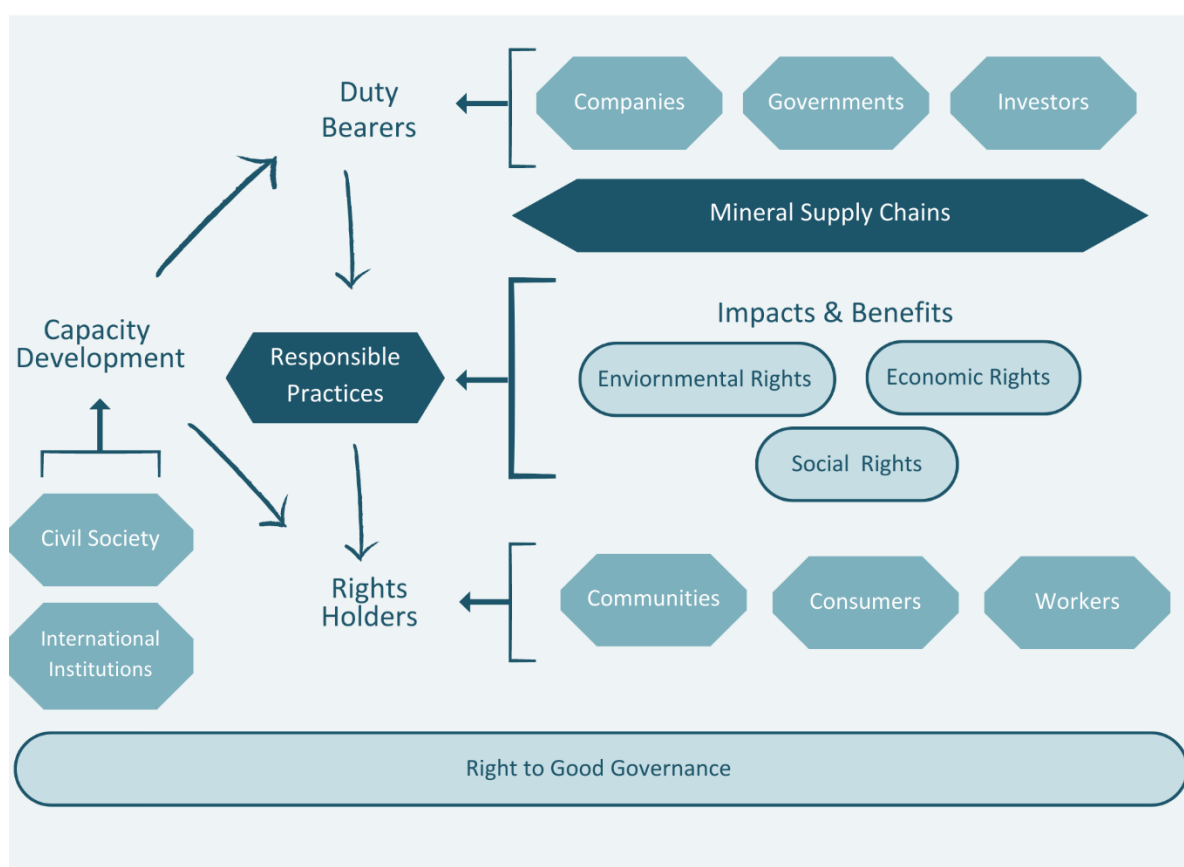 Duty
Bearers
Companies
Governments
Investors
Mineral Supply Chains
Capacity
Development
Responsible
Practices
Impacts & Benefits
Enviornmental Rights
Economic Rights
Social Rights
Civil Society
International
Institutions
Rights
Holders
Communities
Consumers
Workers
Right to Good Governance